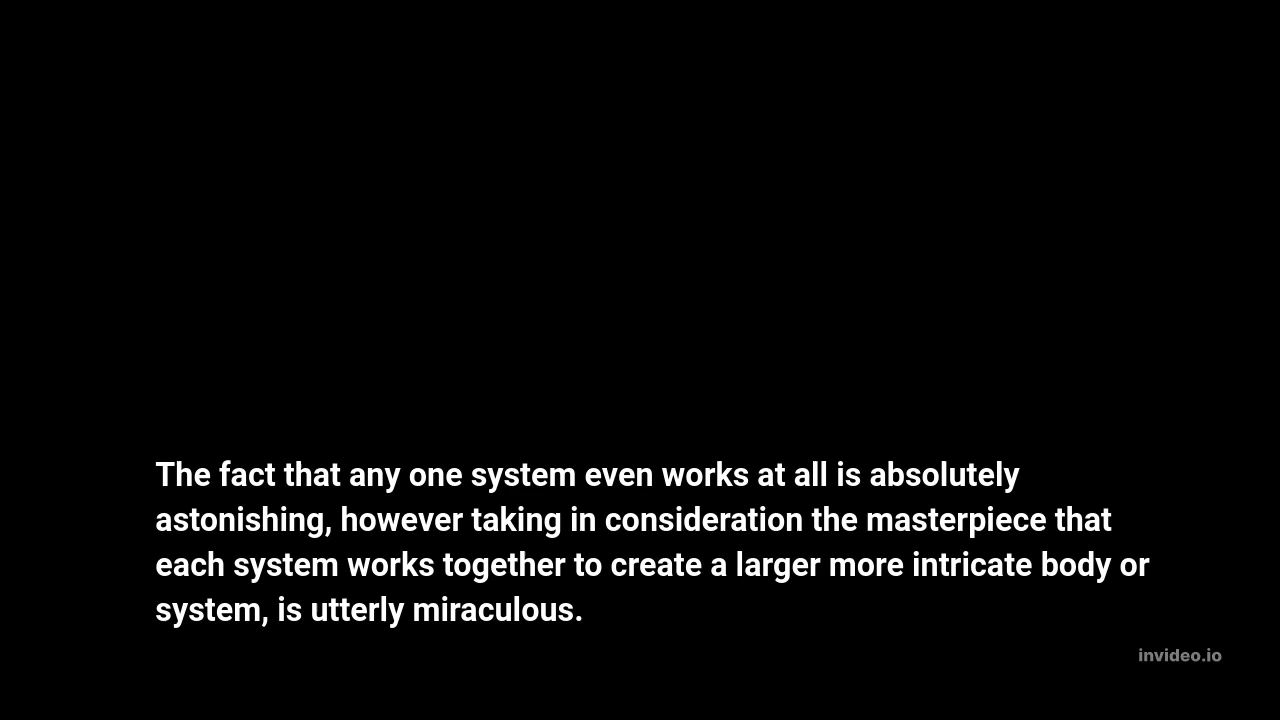 The fact that any one system even works at all is absolutely
astonishing, however taking in consideration the masterpiece that
each system works together to create a larger more intricate body or
system, is utterly miraculous.
invideo.io